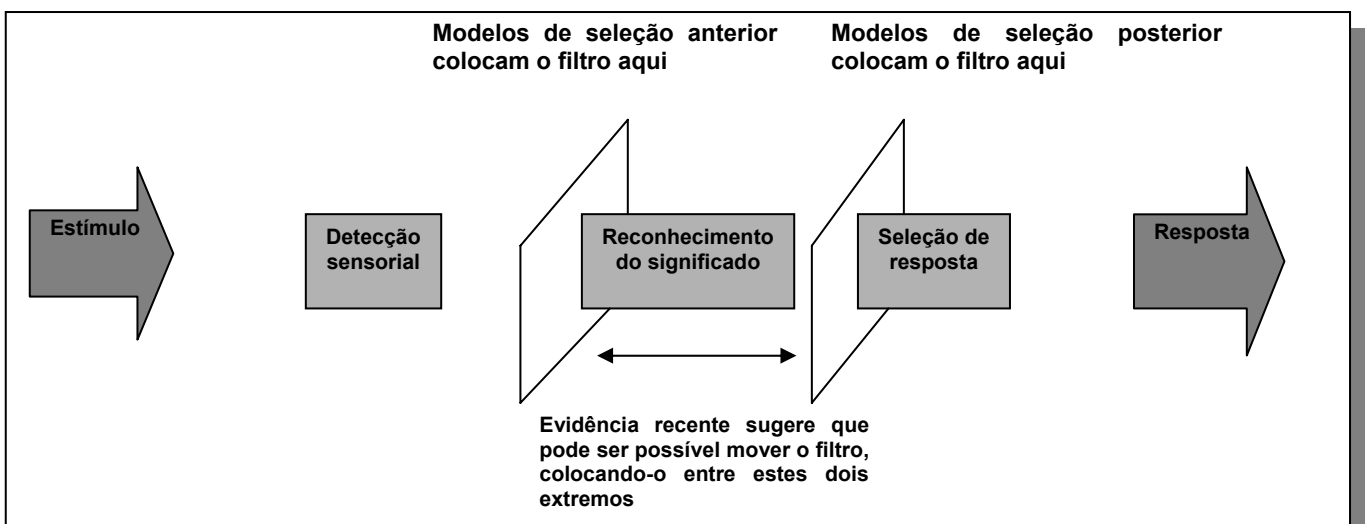 Modelos de seleção anterior
colocam o filtro aqui
Modelos de seleção posterior
colocam o filtro aqui
Estímulo
Detecção
sensorial
Reconhecimento
do significado
Seleção de
resposta
Resposta
Evidência recente sugere que
pode ser possível mover o filtro,
colocando-o entre estes dois
extremos